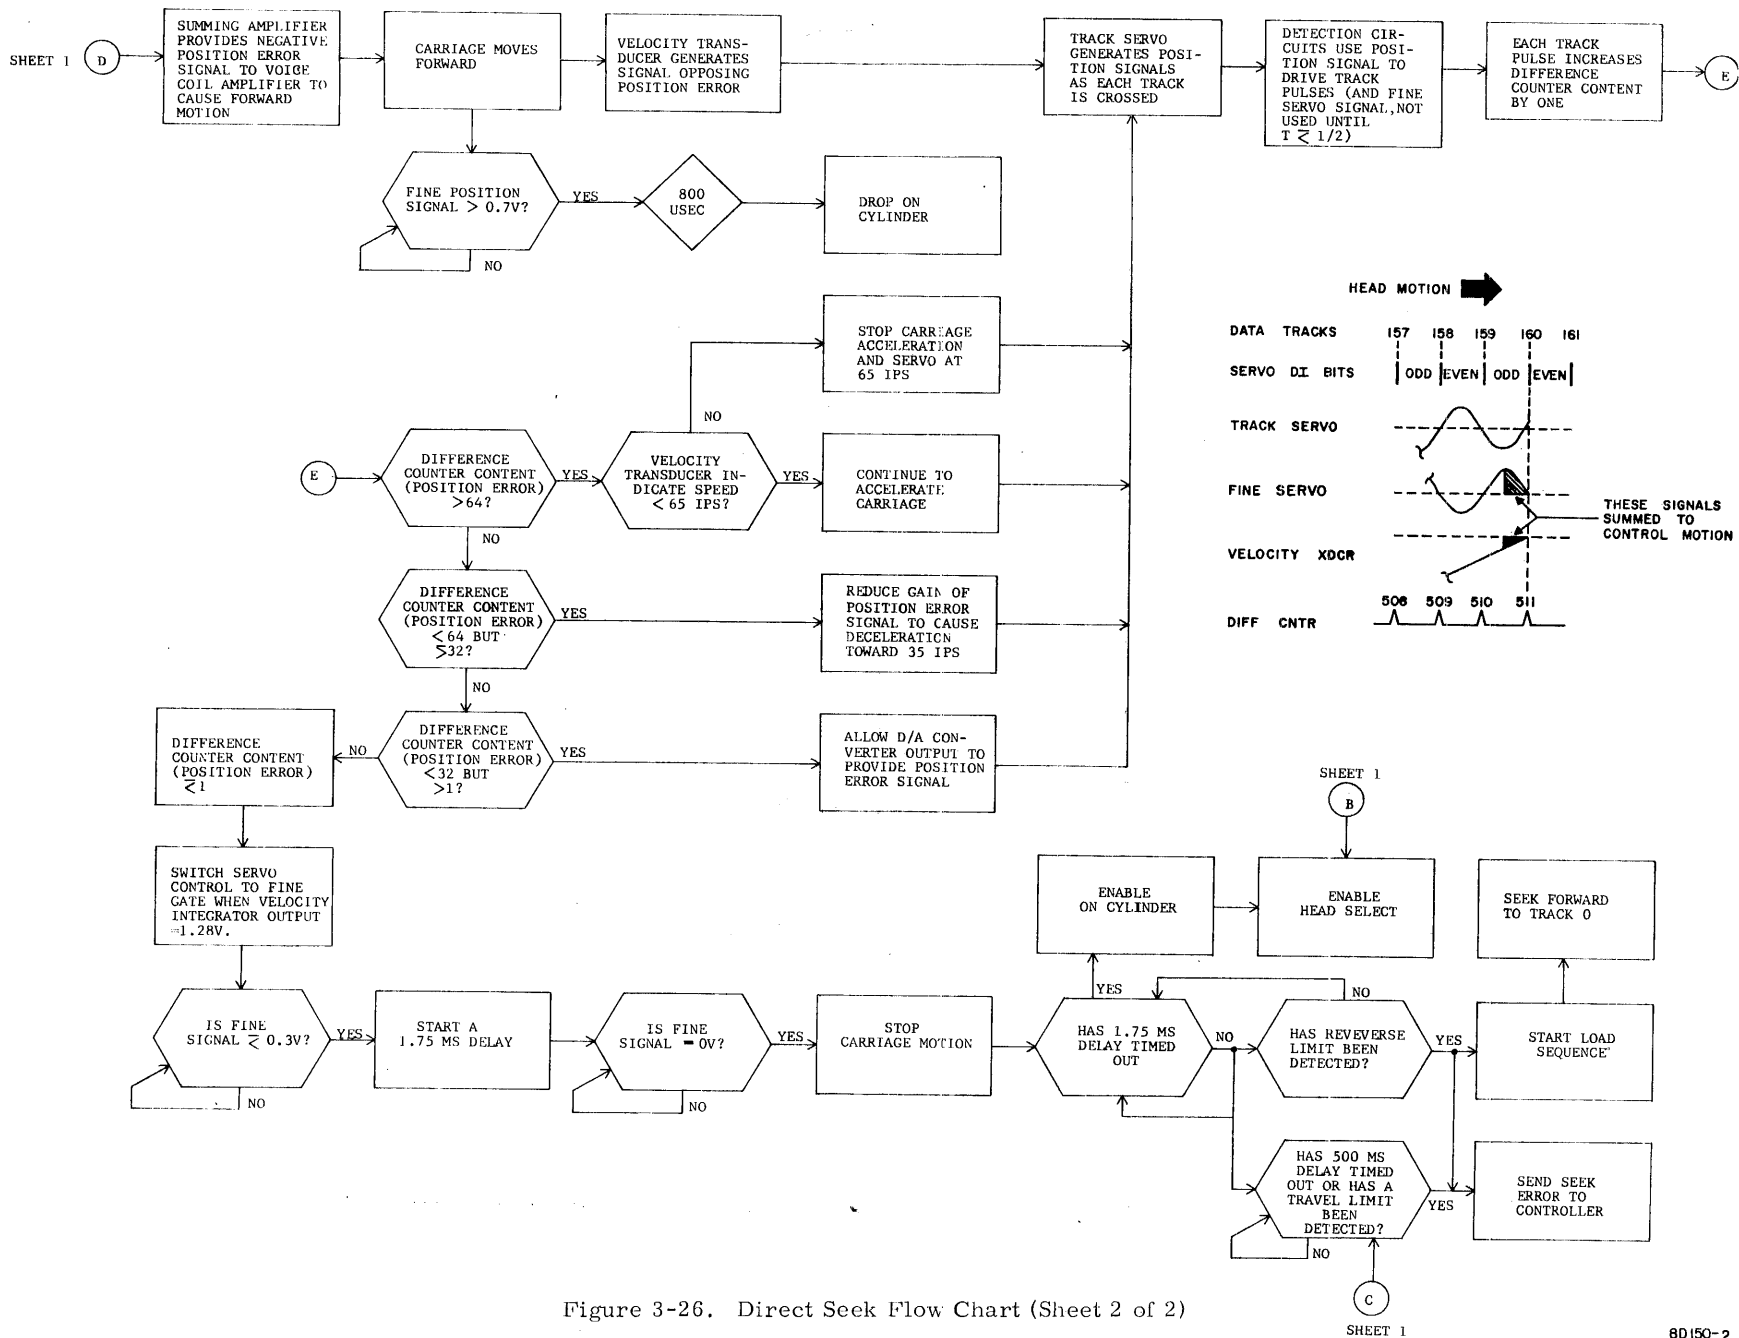 SHEET 1
D
SUMMING AMPLIFIER
PROVIDES NEGATIVE
POSITION ERROR
SIGNAL TO VOICE
COIL AMPLIFIER TO
CAUSE FORWARD
MOTION
CARRIAGE MOVES
FORWARD
VELOCITY TRANS-
DUCER GENERATES
SIGNAL OPPOSING
POSITION ERROR
TRACK SERVO
GENERATES POSI-
TION SIGNALS
AS EACH TRACK
IS CROSSED
DETECTION CIR-
CUITS USE POSI-
TION SIGNAL TO
DRIVE TRACK
PULSES (AND FINE
SERVO SIGNAL, NOT
USED UNTIL
T ≤ 1/2)
EACH TRACK
PULSE INCREASES
DIFFERENCE
COUNTER CONTENT
BY ONE
E
FINE POSITION
SIGNAL > 0.7V?
YES
NO
800
USEC
DROP ON
CYLINDER
HEAD MOTION
DATA TRACKS 157 158 159 160 161
SERVO DI BITS ODD EVEN ODD EVEN
TRACK SERVO
FINE SERVO
THESE SIGNALS
SUMMED TO
CONTROL MOTION
VELOCITY XDCR
508 509 510 511
DIFF CNTR
STOP CARRIAGE
ACCELERATION
AND SERVO AT
65 IPS
NO
E
DIFFERENCE
COUNTER CONTENT
(POSITION ERROR)
>64?
YES
NO
VELOCITY
TRANSDUCER IN-
DICATE SPEED
< 65 IPS?
YES
CONTINUE TO
ACCELERATE
CARRIAGE
DIFFERENCE
COUNTER CONTENT
(POSITION ERROR)
<64 BUT
≥32?
YES
NO
REDUCE GAIN OF
POSITION ERROR
SIGNAL TO CAUSE
DECELERATION
TOWARD 35 IPS
DIFFERENCE
COUNTER CONTENT
(POSITION ERROR)
<32 BUT
>1?
YES
NO
ALLOW D/A CON-
VERTER OUTPUT TO
PROVIDE POSITION
ERROR SIGNAL
DIFFERENCE
COUNTER CONTENT
(POSITION ERROR)
≤1
SWITCH SERVO
CONTROL TO FINE
GATE WHEN VELOCITY
INTEGRATOR OUTPUT
=1.28V.
SHEET 1
B
ENABLE
ON CYLINDER
ENABLE
HEAD SELECT
SEEK FORWARD
TO TRACK 0
IS FINE
SIGNAL ≤ 0.3V?
YES
NO
START A
1.75 MS DELAY
IS FINE
SIGNAL = 0V?
YES
NO
STOP
CARRIAGE MOTION
HAS 1.75 MS
DELAY TIMED
OUT
YES
NO
HAS REVEVERSE
LIMIT BEEN
DETECTED?
NO
YES
START LOAD
SEQUENCE
HAS 500 MS
DELAY TIMED
OUT OR HAS A
TRAVEL LIMIT
BEEN
DETECTED?
YES
NO
SEND SEEK
ERROR TO
CONTROLLER
C
SHEET 1
Figure 3-26. Direct Seek Flow Chart (Sheet 2 of 2)
8D150-2